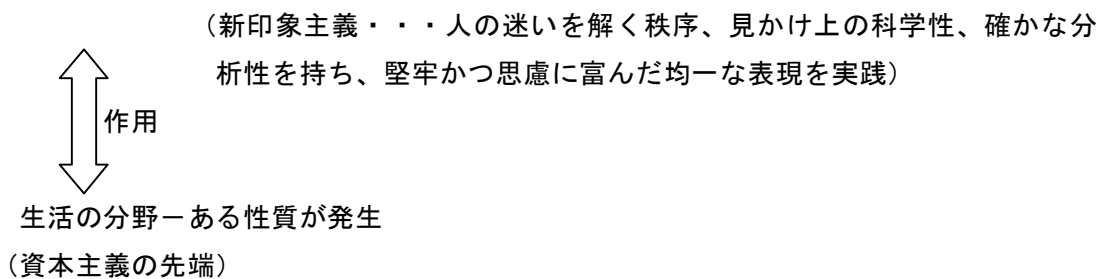 （新印象主義・・・人の迷いを解く秩序、見かけ上の科学性、確かな分
析性を持ち、堅牢かつ思慮に富んだ均一な表現を実践）
作用
生活の分野－ある性質が発生
（資本主義の先端）